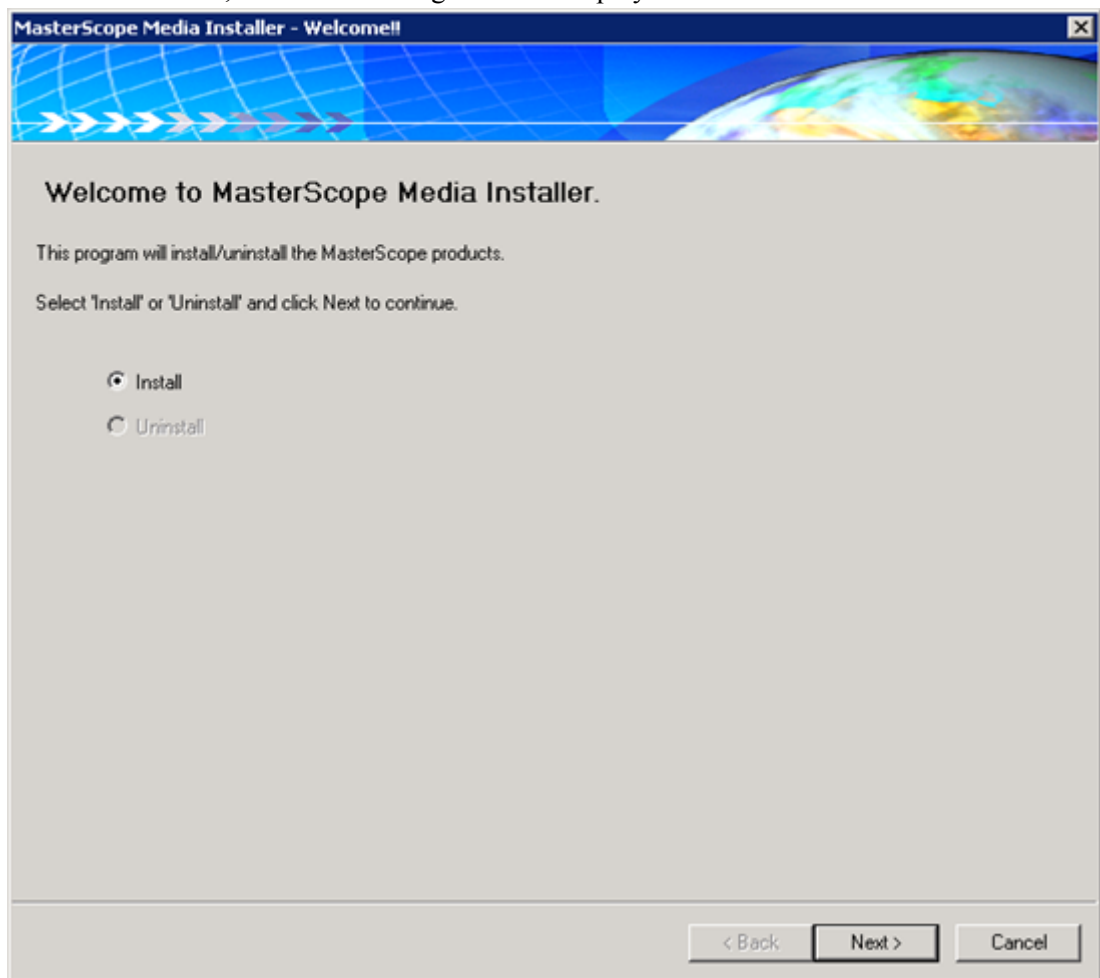 MasterScope Media Installer - Welcome!!
Welcome to MasterScope Media Installer.
This program will install/uninstall the MasterScope products.
Select 'Install' or 'Uninstall' and click Next to continue.
Install
Uninstall
< Back Next > Cancel